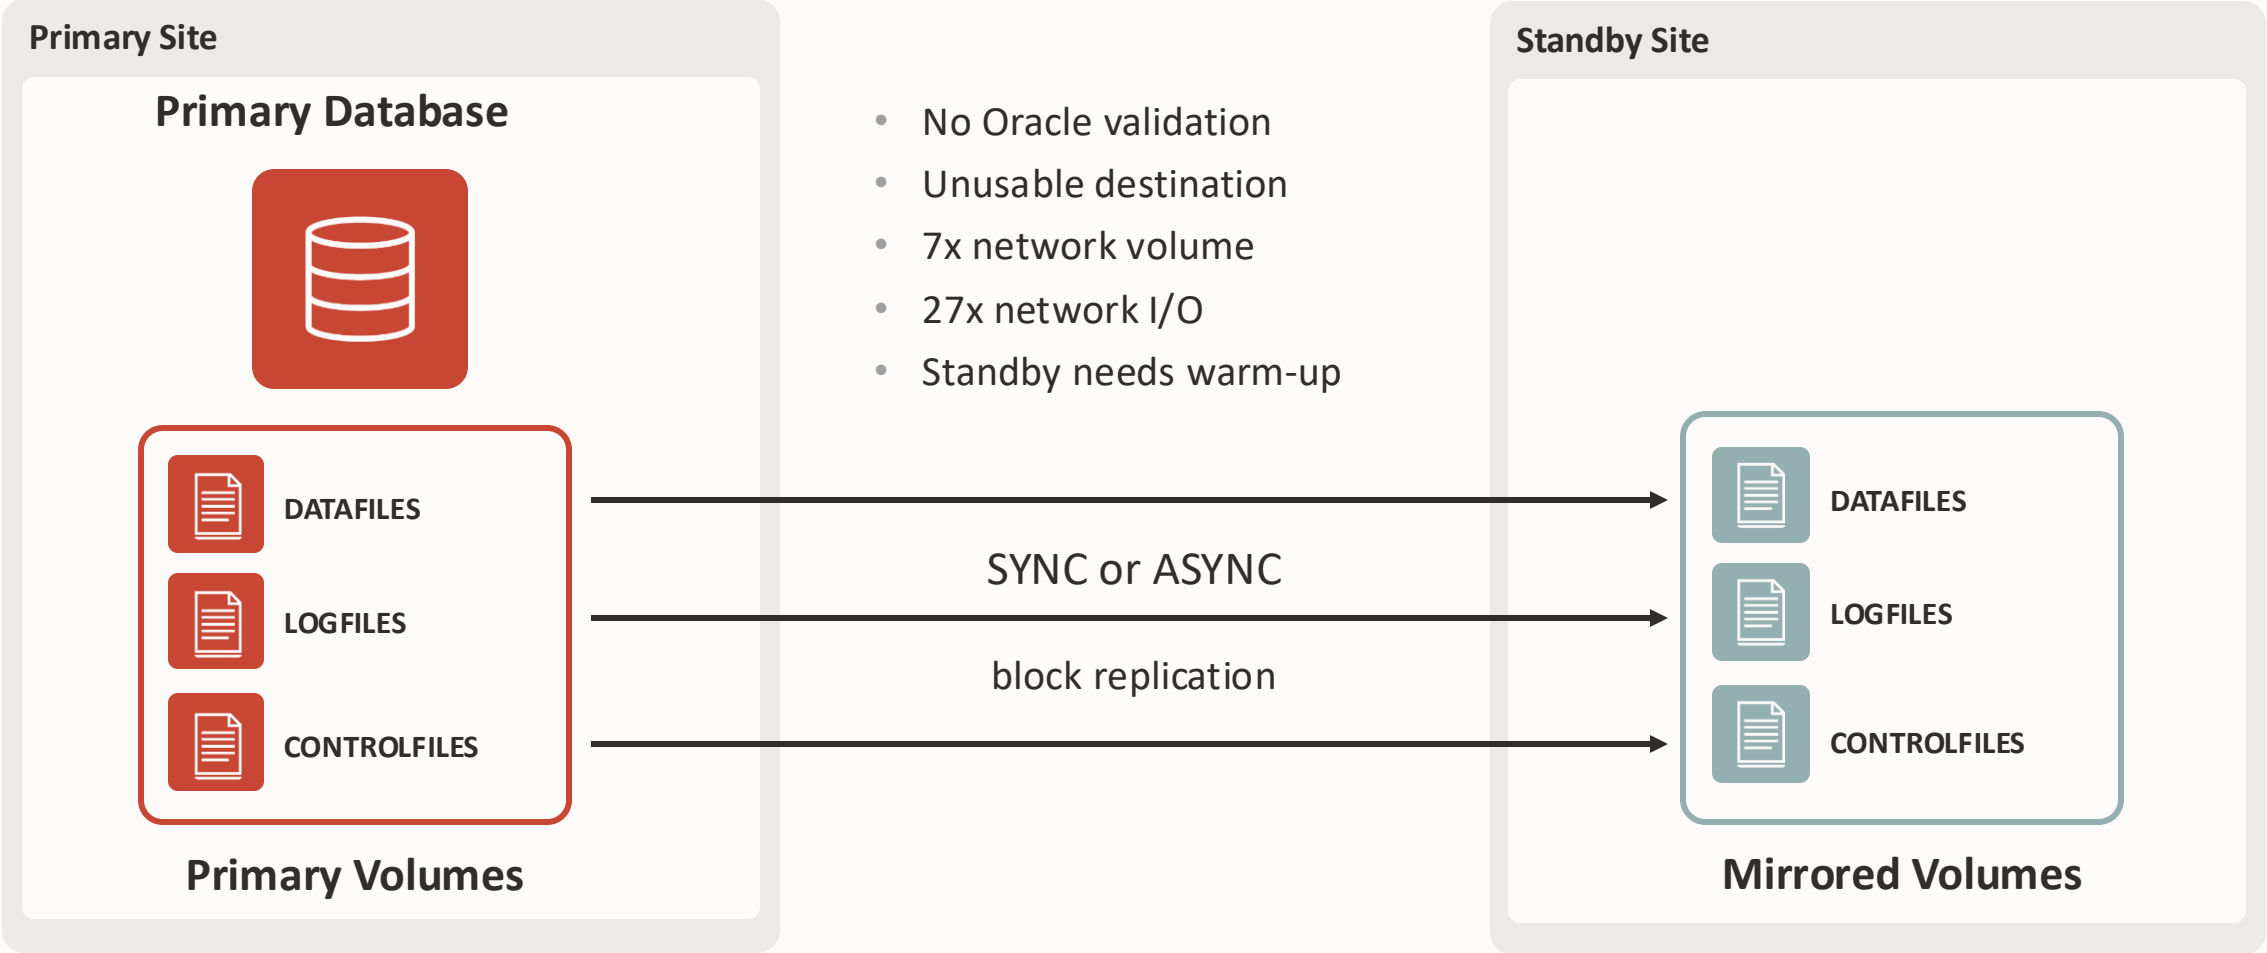 Primary Site
Primary Database
DATAFILES
LOGFILES
CONTROLFILES
Primary Volumes
• No Oracle validation
• Unusable destination
• 7x network volume
• 27x network I/O
• Standby needs warm-up
SYNC or ASYNC
block replication
Standby Site
DATAFILES
LOGFILES
CONTROLFILES
Mirrored Volumes